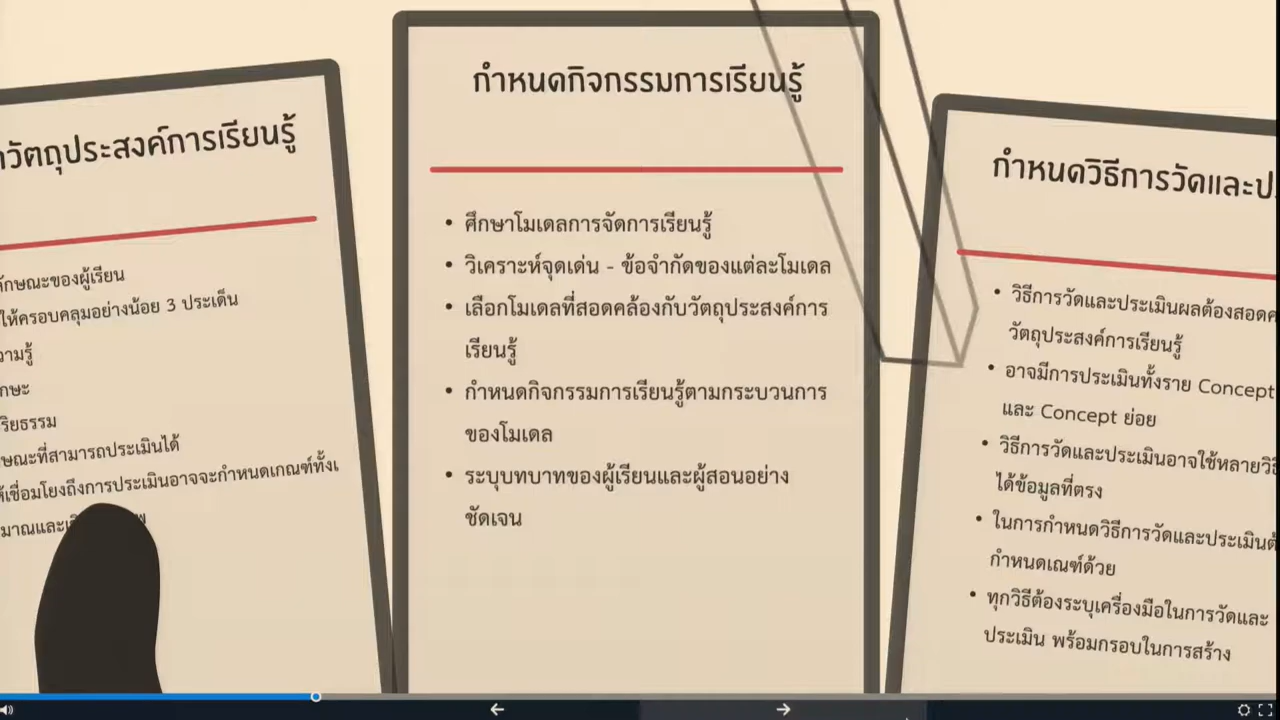 วัตถุประสงค์การเรียนรู้
ลักษณะของผู้เรียน
ให้ครอบคลุมอย่างน้อย 3 ประเด็น
ความรู้
ษณะที่สามารถประเมินได้
ให้เชื่อมโยงถึงการประเมินอาจจะกำหนดเกณฑ์ทั้งเ
มาณและ
กำหนดกิจกรรมการเรียนรู้
• ศึกษาโมเดลการจัดการเรียนรู้
• วิเคราะห์จุดเด่น - ข้อจำกัดของแต่ละโมเดล
• เลือกโมเดลที่สอดคล้องกับวัตถุประสงค์การ
เรียนรู้
• กำหนดกิจกรรมการเรียนรู้ตามกระบวนการ
ของโมเดล
• ระบุบทบาทของผู้เรียนและผู้สอนอย่าง
ชัดเจน
กำหนดวิธีการวัดและป
• วิธีการวัดและประเมินผลต้องสอดค
วัตถุประสงค์การเรียนรู้
• อาจมีการประเมินทั้งราย Concept
และ Concept ย่อย
• วิธีการวัดและประเมินอาจใช้หลายวิธี
ได้ข้อมูลที่ตรง
• ในการกำหนดวิธีการวัดและประเมินต้
กำหนดเณฑ์ด้วย
• ทุกวิธีต้องระบุเครื่องมือในการวัดและ
ประเมิน พร้อมกรอบในการสร้าง